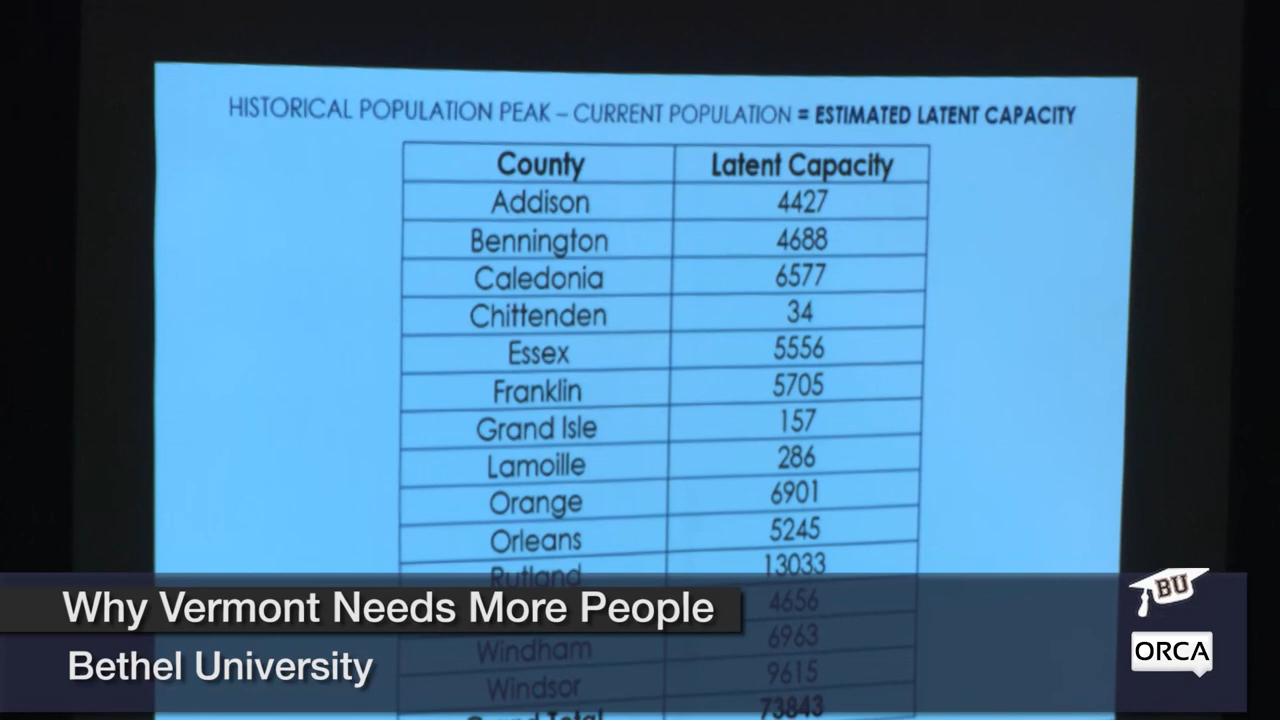 HISTORICAL POPULATION PEAK – CURRENT POPULATION = ESTIMATED LATENT CAPACITY
County Latent Capacity
Addison 4427
Bennington 4688
Caledonia 6577
Chittenden 34
Essex 5556
Franklin 5705
Grand Isle 157
Lamoille 286
Orange 6901
Orleans 5245
Rutland 13033
4656
Windham 6963
Windsor 9615
Grand Total 73843
Why Vermont Needs More People
Bethel University
BU
ORCA